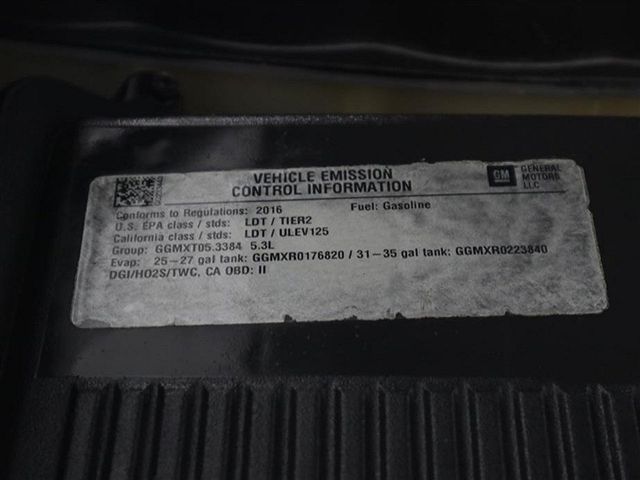 VEHICLE EMISSION
CONTROL INFORMATION
GM GENERAL
MOTORS
LLC
Conforms to Regulations: 2016 Fuel: Gasoline
U.S. EPA class / stds: LDT / TIER2
California class / stds: LDT / ULEV125
Group: GGMXT05.3384 5.3L
Evap: 25-27 gal tank: GGMXR0176820 / 31-35 gal tank: GGMXR0223840
DGI/HO2S/TWC, CA OBD: II